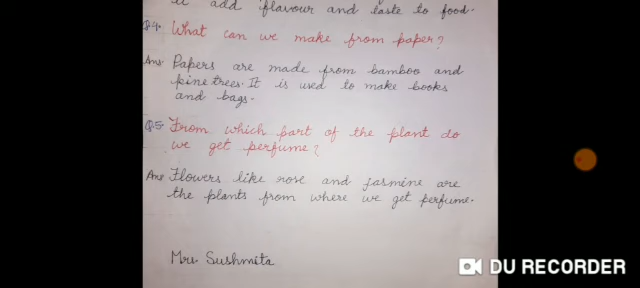 it add flavour and taste to food.
Q.4. What can we make from paper?
Ans Papers are made from bamboo and
pine trees. It is used to make books
and bags.
Q.5 From which part of the plant do
we get perfume?
Ans Flowers like rose and jasmine are
the plants from where we get perfume.
Mrs. Sushmita
DU RECORDER